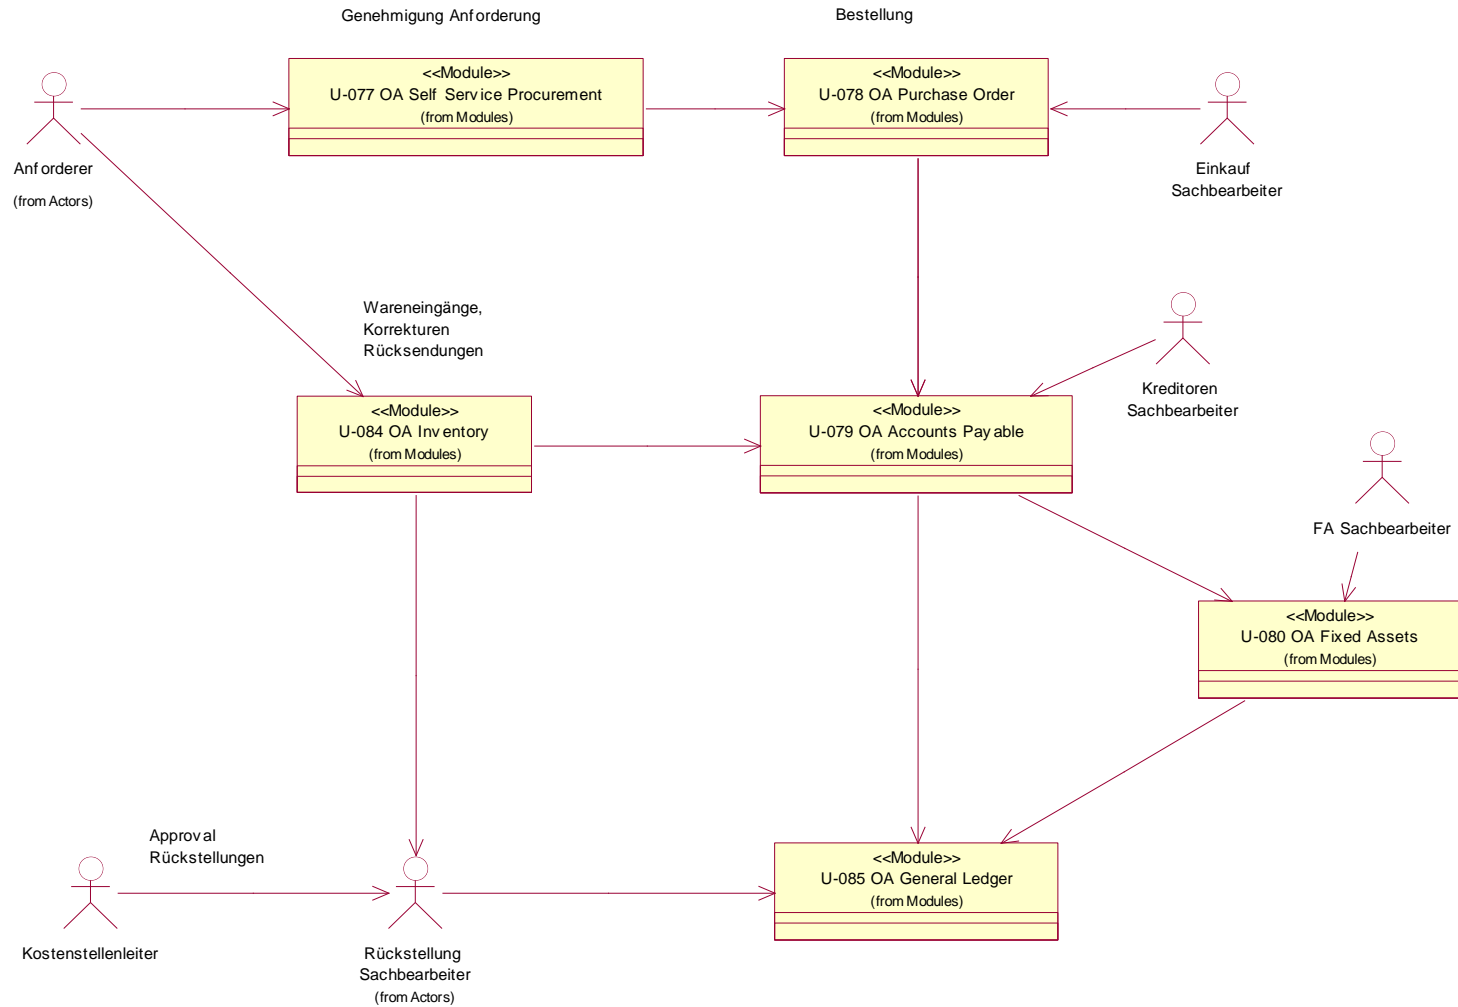 Genehmigung Anforderung
Bestellung
<<Module>>
U-077 OA Self Service Procurement
(from Modules)
<<Module>>
U-078 OA Purchase Order
(from Modules)
Anforderer
(from Actors)
Einkauf
Sachbearbeiter
Wareneingänge,
Korrekturen
Rücksendungen
Kreditoren
Sachbearbeiter
<<Module>>
U-084 OA Inventory
(from Modules)
<<Module>>
U-079 OA Accounts Payable
(from Modules)
FA Sachbearbeiter
<<Module>>
U-080 OA Fixed Assets
(from Modules)
Approval
Rückstellungen
<<Module>>
U-085 OA General Ledger
(from Modules)
Kostenstellenleiter
Rückstellung
Sachbearbeiter
(from Actors)